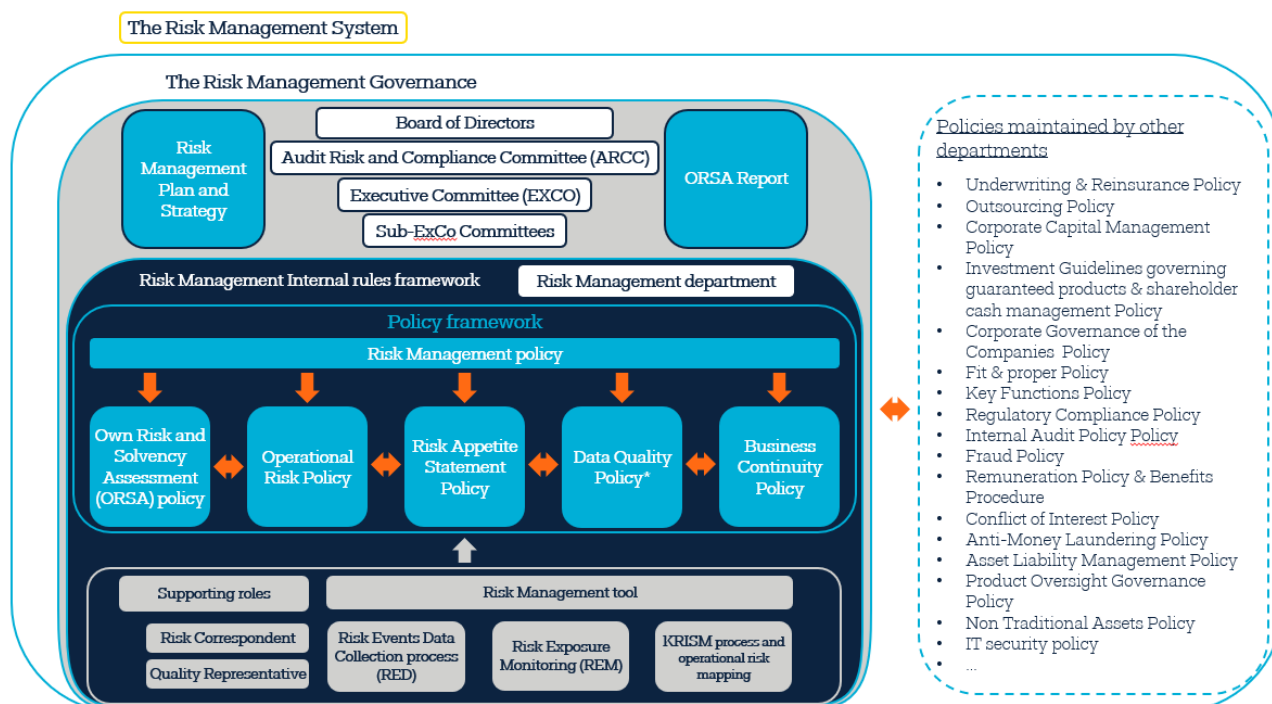 The Risk Management System
The Risk Management Governance
Risk
Management
Plan and
Strategy
Board of Directors
Audit Risk and Compliance Committee (ARCC)
Executive Committee (EXCO)
Sub-ExCo Committees
ORSA Report
Risk Management Internal rules framework
Risk Management department
Policy framework
Risk Management policy
Own Risk and
Solvency
Assessment
(ORSA) policy
Operational
Risk Policy
Risk Appetite
Statement
Policy
Data Quality
Policy*
Business
Continuity
Policy
Supporting roles
Risk Correspondent
Quality Representative
Risk Management tool
Risk Events Data
Collection process
(RED)
Risk Exposure
Monitoring (REM)
KRISM process and
operational risk
mapping
Policies maintained by other
departments
• Underwriting & Reinsurance Policy
• Outsourcing Policy
• Corporate Capital Management
Policy
• Investment Guidelines governing
guaranteed products & shareholder
cash management Policy
• Corporate Governance of the
Companies Policy
• Fit & proper Policy
• Key Functions Policy
• Regulatory Compliance Policy
• Internal Audit Policy Policy
• Fraud Policy
• Remuneration Policy & Benefits
Procedure
• Conflict of Interest Policy
• Anti-Money Laundering Policy
• Asset Liability Management Policy
• Product Oversight Governance
Policy
• Non Traditional Assets Policy
• IT security policy
• ...